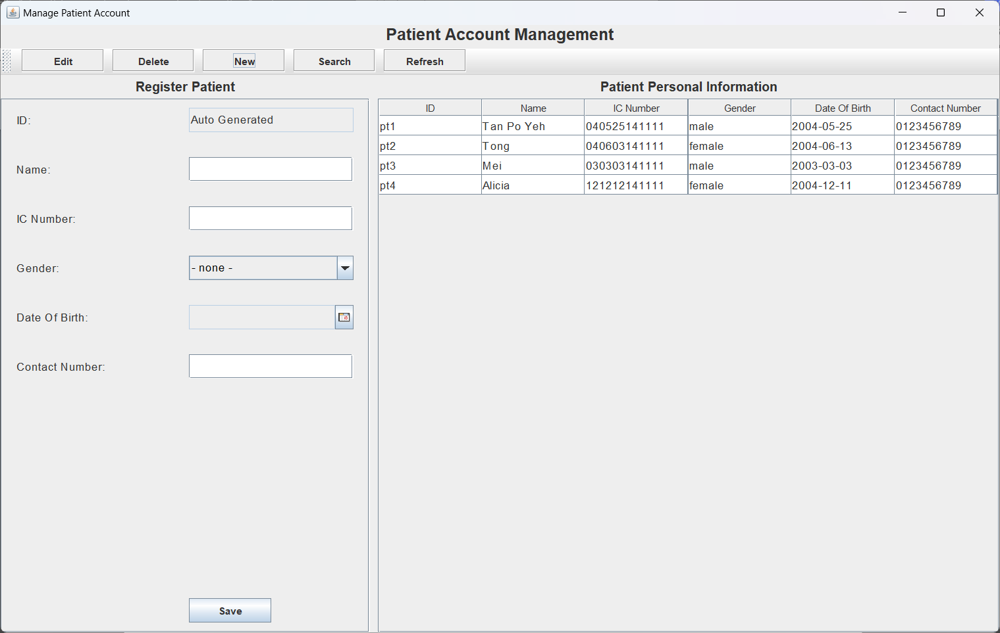 Manage Patient Account
Patient Account Management
Edit Delete New Search Refresh
Register Patient
ID: Auto Generated
Name:
IC Number:
Gender: - none -
Date Of Birth:
Contact Number:
Save
Patient Personal Information
ID Name IC Number Gender Date Of Birth Contact Number
pt1 Tan Po Yeh 040525141111 male 2004-05-25 0123456789
pt2 Tong 040603141111 female 2004-06-13 0123456789
pt3 Mei 030303141111 male 2003-03-03 0123456789
pt4 Alicia 121212141111 female 2004-12-11 0123456789